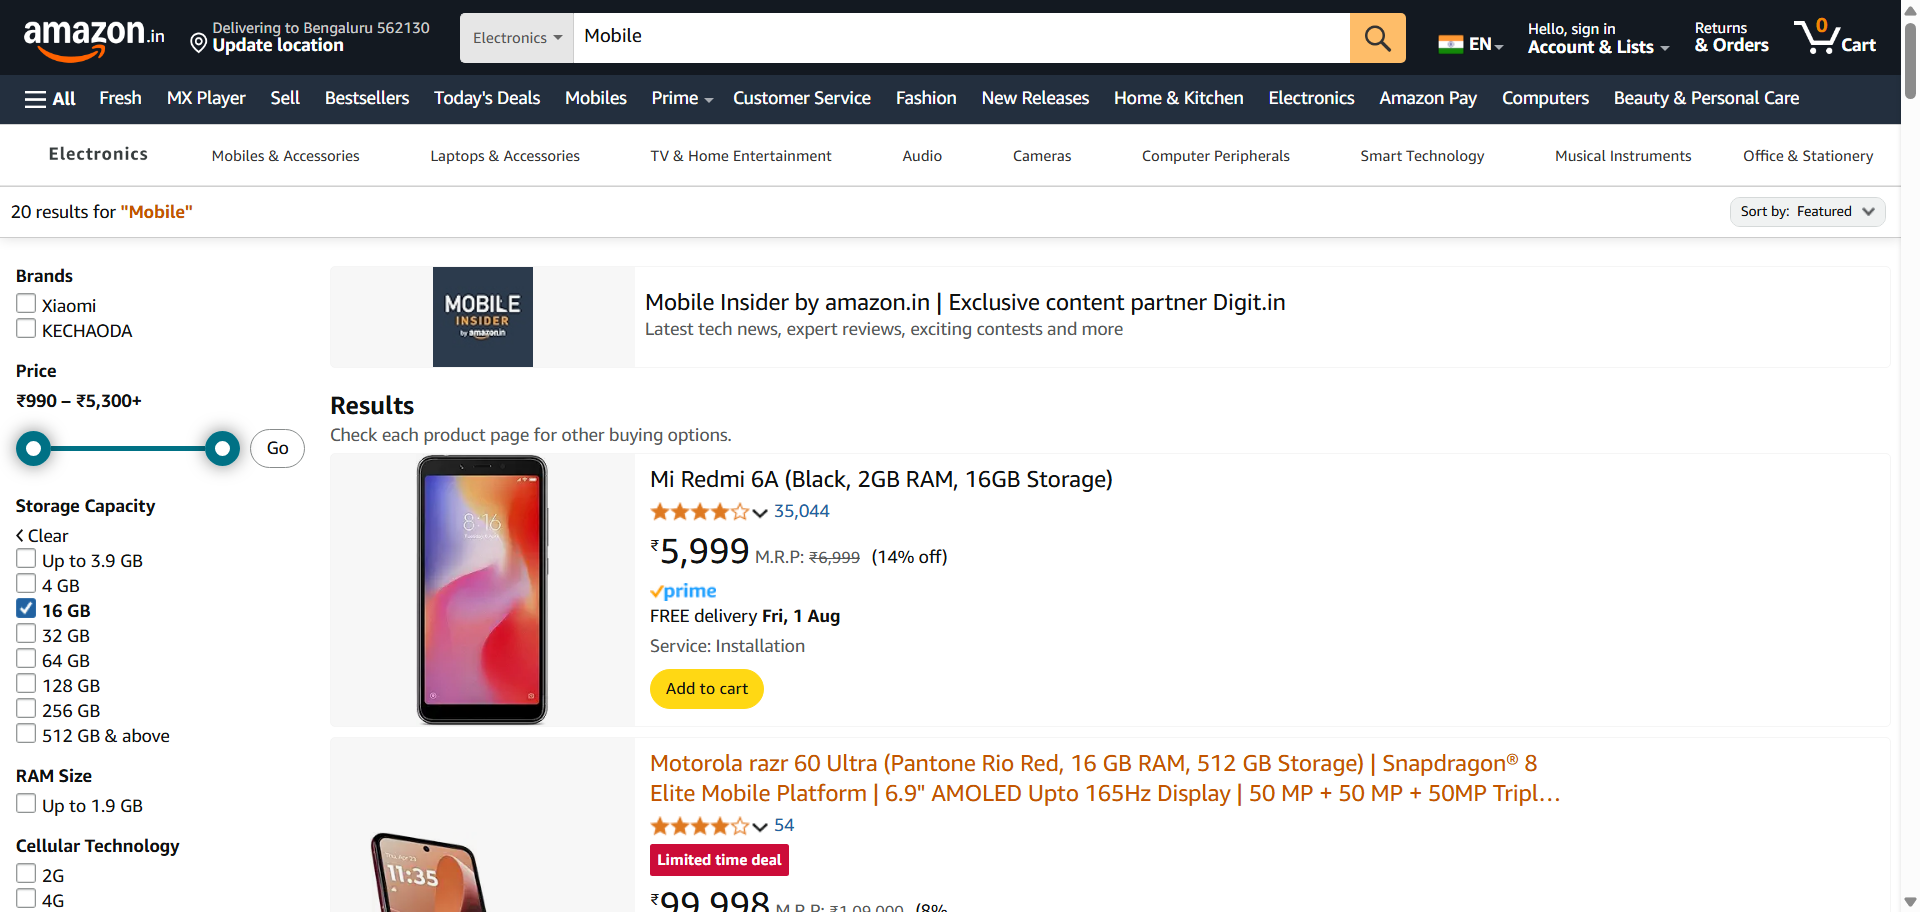 amazon.in
Delivering to Bengaluru 562130
Update location
Electronics
Mobile
EN
Hello, sign in
Account & Lists
Returns
& Orders
0
Cart
All
Fresh
MX Player
Sell
Bestsellers
Today's Deals
Mobiles
Prime
Customer Service
Fashion
New Releases
Home & Kitchen
Electronics
Amazon Pay
Computers
Beauty & Personal Care
Electronics
Mobiles & Accessories
Laptops & Accessories
TV & Home Entertainment
Audio
Cameras
Computer Peripherals
Smart Technology
Musical Instruments
Office & Stationery
20 results for "Mobile"
Sort by: Featured
Brands
Xiaomi
KECHAODA
Price
₹990 – ₹5,300+
Go
Storage Capacity
Clear
Up to 3.9 GB
4 GB
16 GB
32 GB
64 GB
128 GB
256 GB
512 GB & above
RAM Size
Up to 1.9 GB
Cellular Technology
2G
4G
MOBILE
INSIDER
by amazon.in
Mobile Insider by amazon.in | Exclusive content partner Digit.in
Latest tech news, expert reviews, exciting contests and more
Results
Check each product page for other buying options.
8:16
Mi Redmi 6A (Black, 2GB RAM, 16GB Storage)
35,044
₹5,999 M.R.P: ₹6,999 (14% off)
prime
FREE delivery Fri, 1 Aug
Service: Installation
Add to cart
11:35
Motorola razr 60 Ultra (Pantone Rio Red, 16 GB RAM, 512 GB Storage) | Snapdragon® 8
Elite Mobile Platform | 6.9" AMOLED Upto 165Hz Display | 50 MP + 50 MP + 50MP Tripl…
54
Limited time deal
₹99,998 M.R.P: ₹1,09,000 (8%